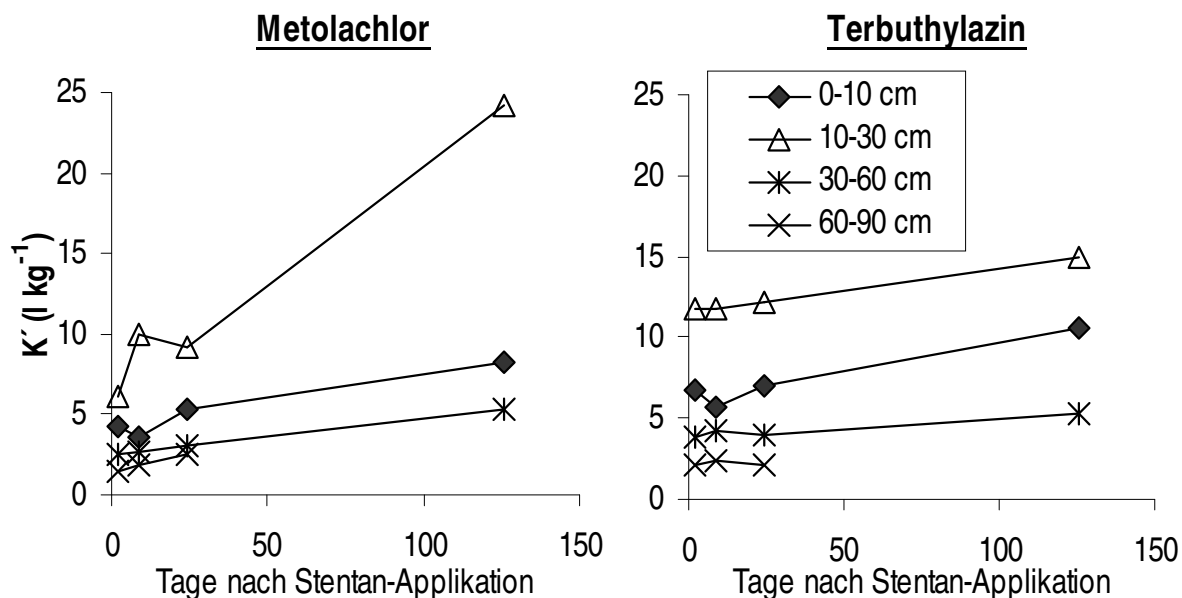 Metolachlor
K´ (l kg-1)
25
20
15
10
5
0
0 50 100 150
Tage nach Stentan-Applikation
Terbuthylazin
0-10 cm
10-30 cm
30-60 cm
60-90 cm
25
20
15
10
5
0
0 50 100 150
Tage nach Stentan-Applikation